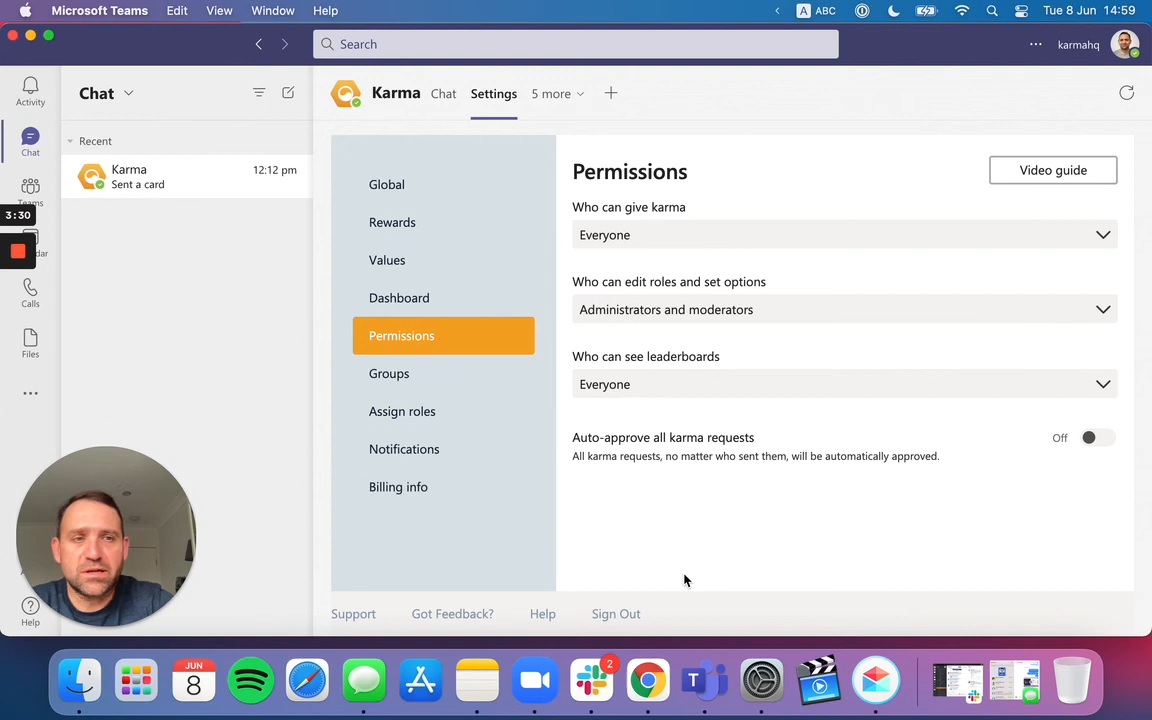 Microsoft Teams Edit View Window Help
A ABC Tue 8 Jun 14:59
Search
karmahq
Activity
Chat
Teams
3:30
dar
Calls
Files
Help
Chat
Recent
Karma 12:12 pm
Sent a card
Karma Chat Settings 5 more
Global
Rewards
Values
Dashboard
Permissions
Groups
Assign roles
Notifications
Billing info
Permissions
Video guide
Who can give karma
Everyone
Who can edit roles and set options
Administrators and moderators
Who can see leaderboards
Everyone
Auto-approve all karma requests Off
All karma requests, no matter who sent them, will be automatically approved.
Support Got Feedback? Help Sign Out
JUN
8
2
T